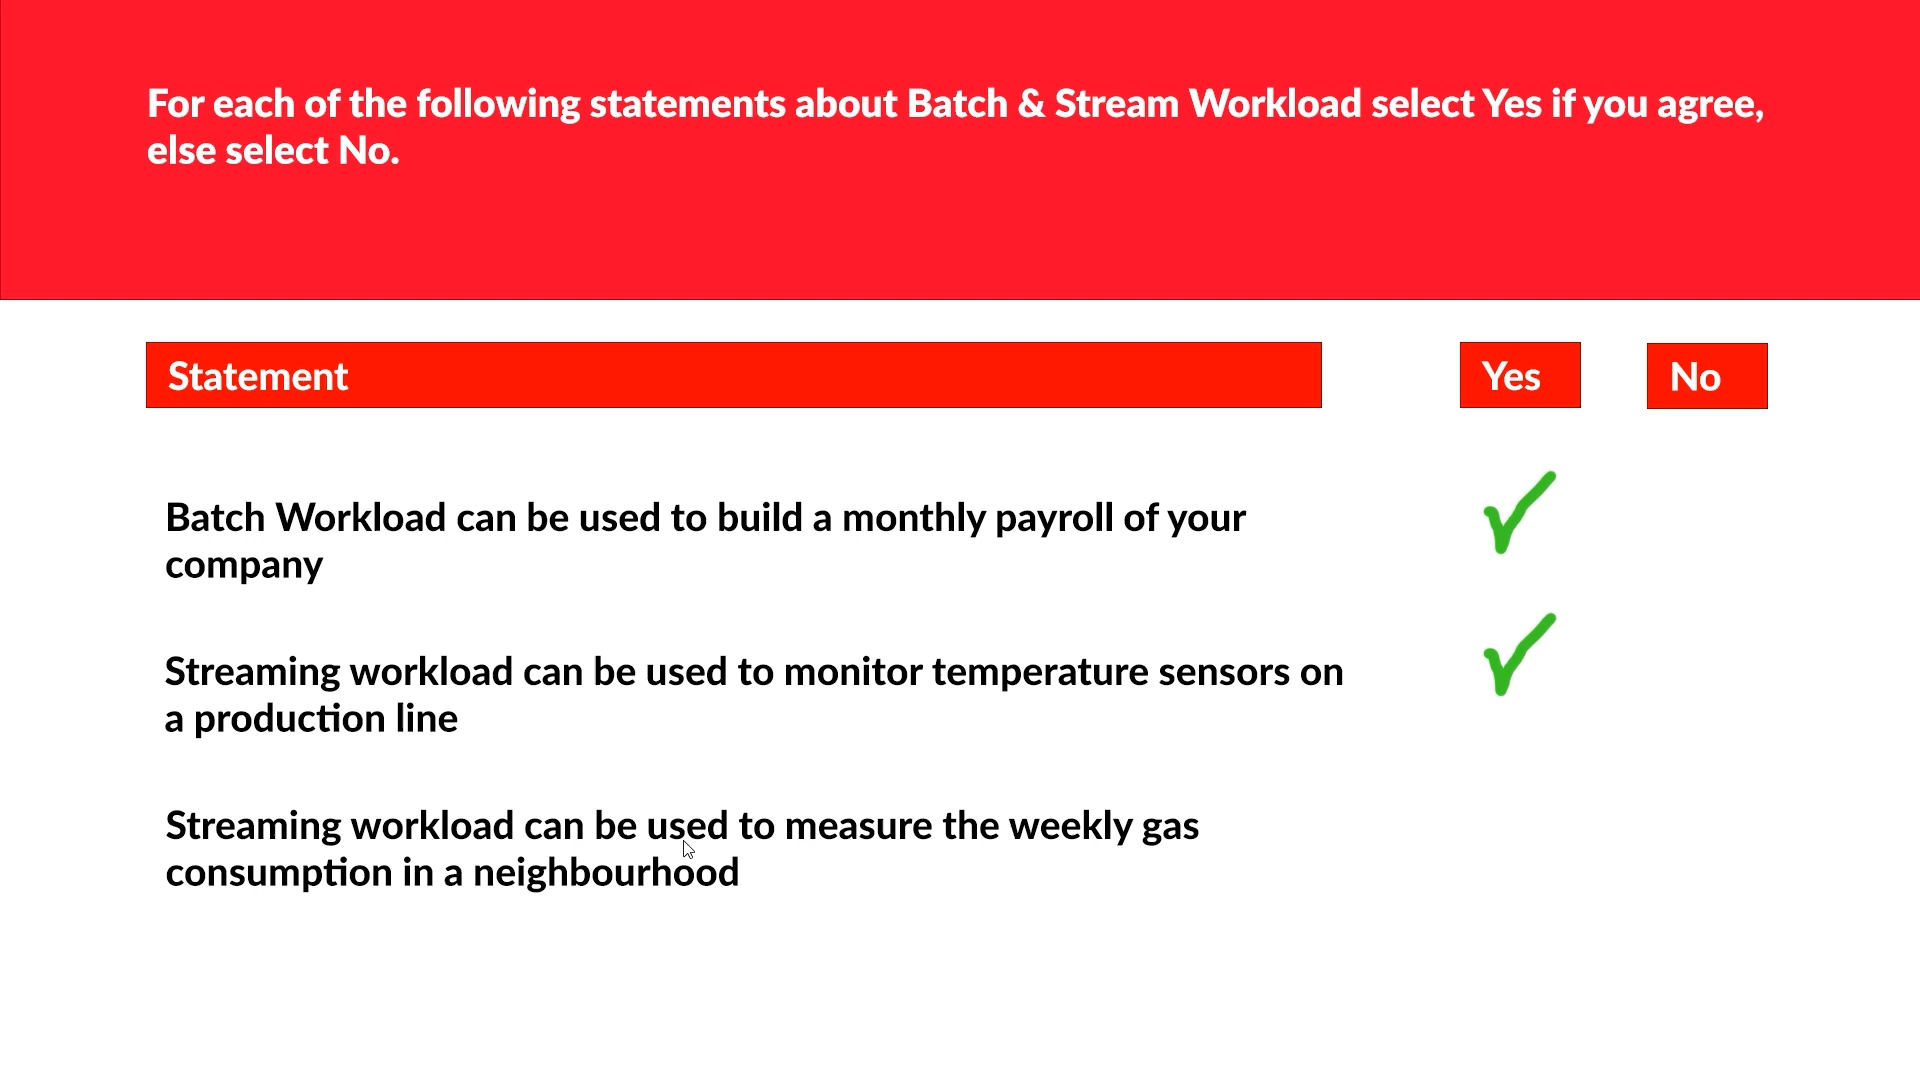 For each of the following statements about Batch & Stream Workload select Yes if you agree,
else select No.
Statement
Yes
No
Batch Workload can be used to build a monthly payroll of your
company
Streaming workload can be used to monitor temperature sensors on
a production line
Streaming workload can be used to measure the weekly gas
consumption in a neighbourhood